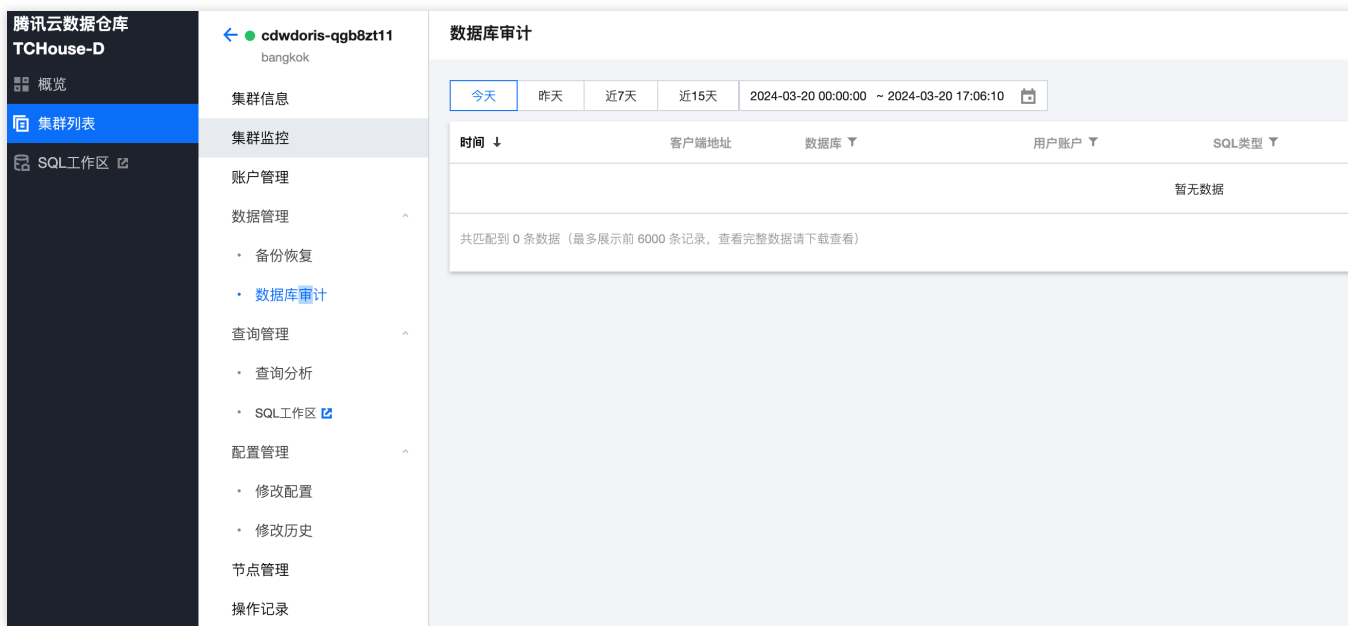 腾讯云数据仓库
TCHouse-D
概览
集群列表
SQL工作区
cdwdoris-qgb8zt11
bangkok
集群信息
集群监控
账户管理
数据管理
• 备份恢复
• 数据库审计
查询管理
• 查询分析
• SQL工作区
配置管理
• 修改配置
• 修改历史
节点管理
操作记录
数据库审计
今天 昨天 近7天 近15天 2024-03-20 00:00:00 ~ 2024-03-20 17:06:10
时间 客户端地址 数据库 用户账户 SQL类型
暂无数据
共匹配到 0 条数据（最多展示前 6000 条记录，查看完整数据请下载查看）